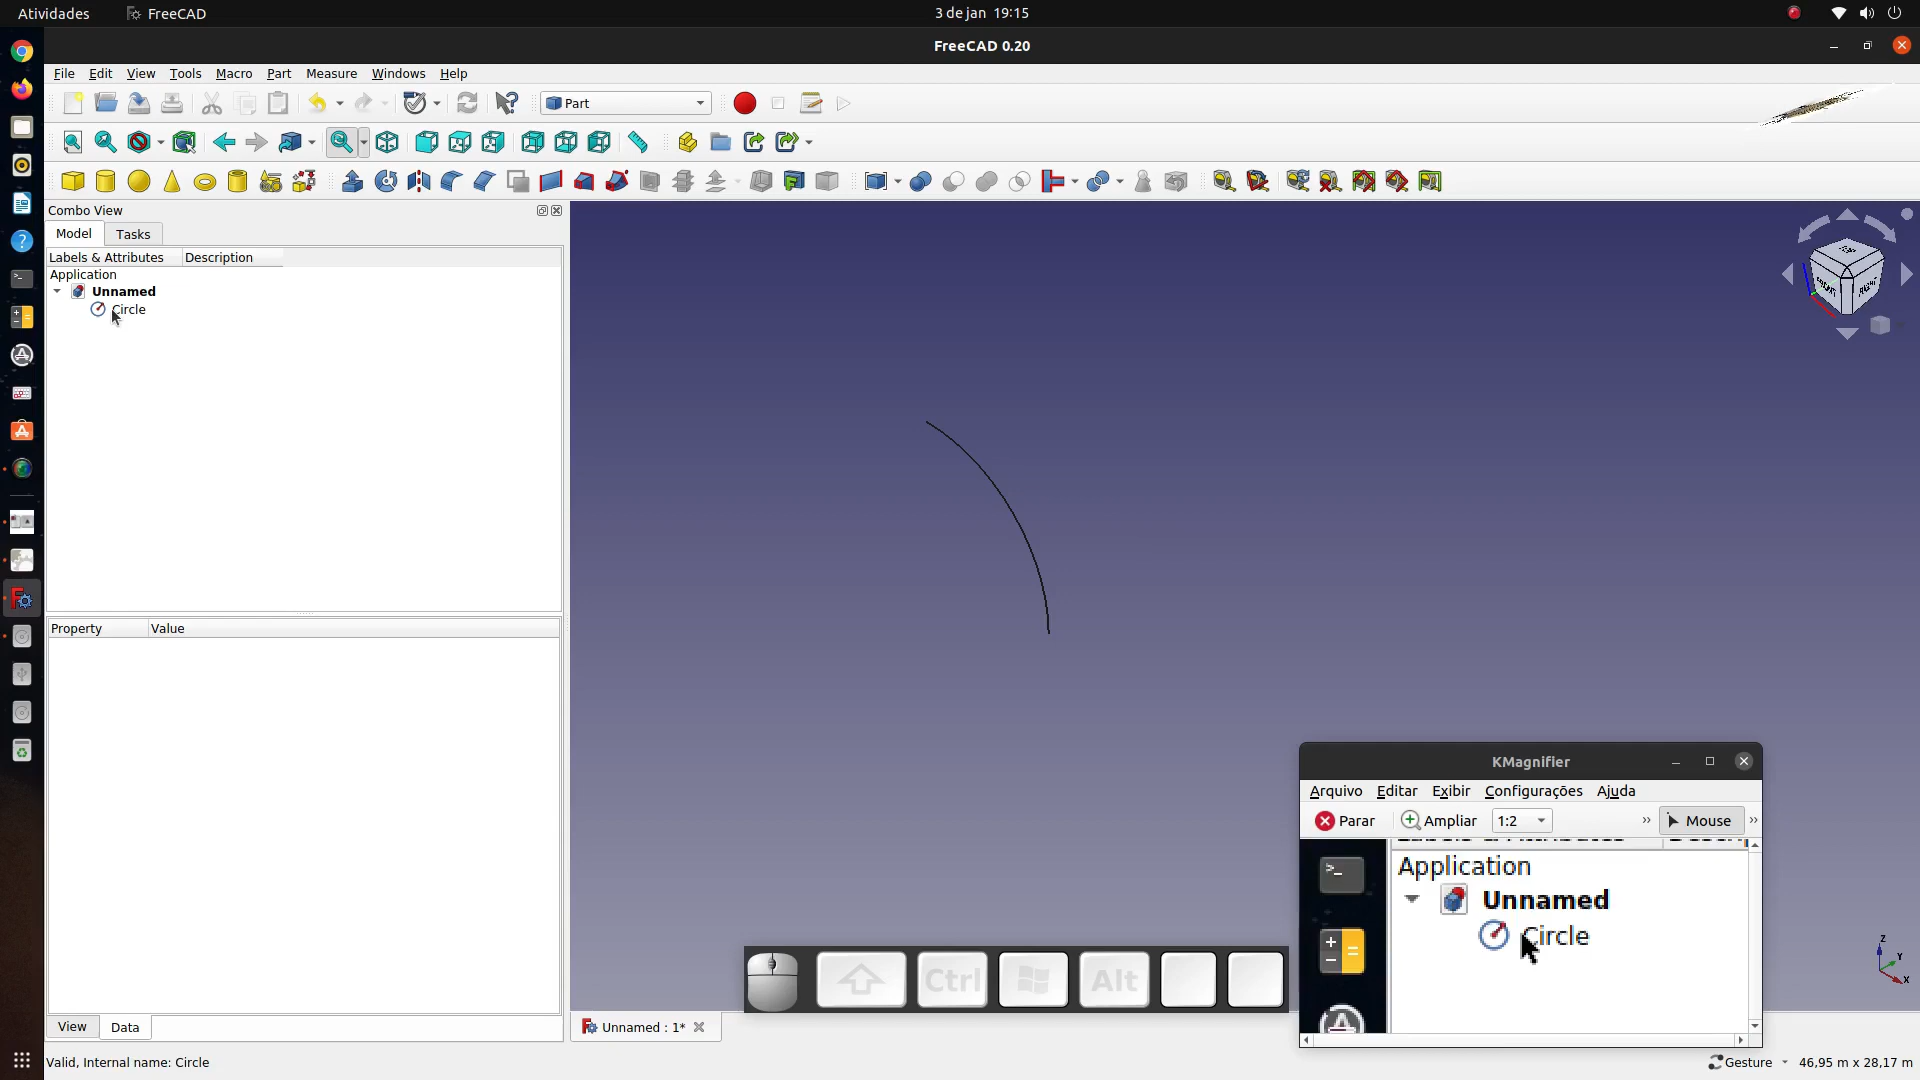 Atividades
FreeCAD
3 de jan 19:15
FreeCAD 0.20
File Edit View Tools Macro Part Measure Windows Help
Part
Combo View
Model Tasks
Labels & Attributes Description
Application
Unnamed
Circle
Property Value
View Data
Unnamed : 1*
Valid, Internal name: Circle
Gesture
46,95 m x 28,17 m
Ctrl
Alt
KMagnifier
Arquivo Editar Exibir Configurações Ajuda
Parar Ampliar 1:2 Mouse
Application
Unnamed
Circle
Z
Y
X